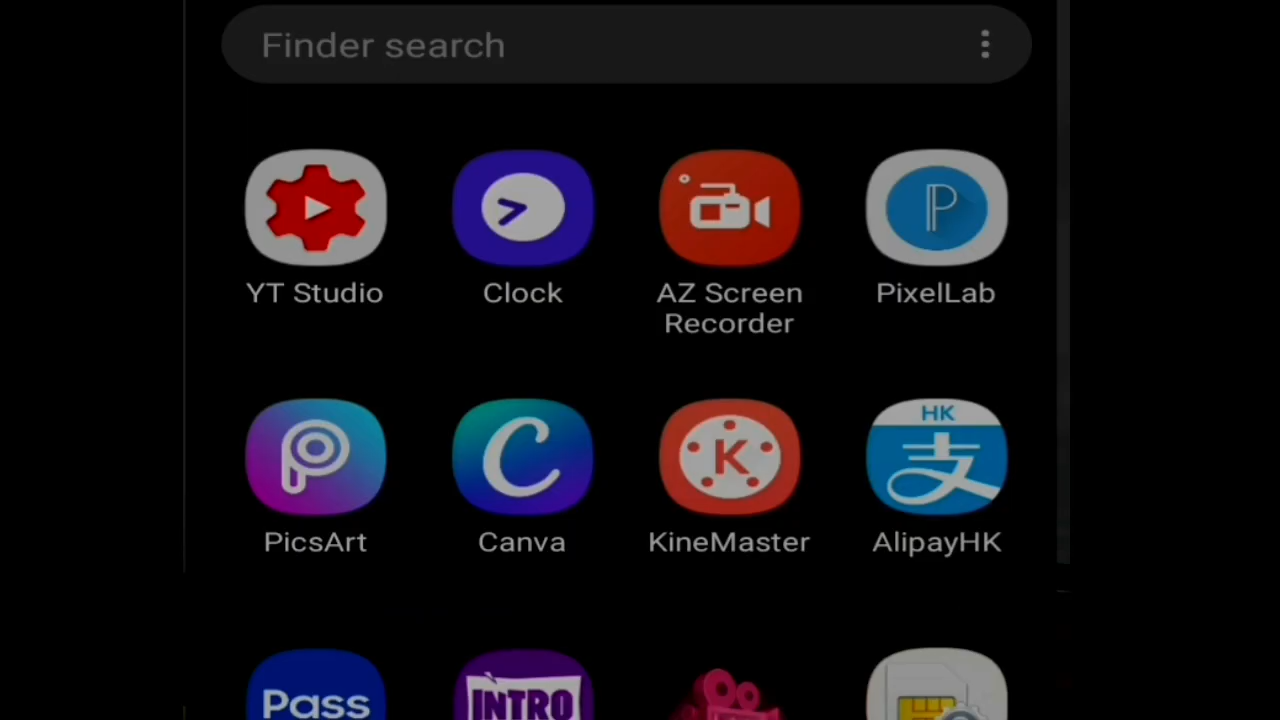 Finder search
YT Studio
Clock
AZ Screen
Recorder
PixelLab
HK
支
K
PicsArt
Canva
KineMaster
AlipayHK
Pass
INTRO